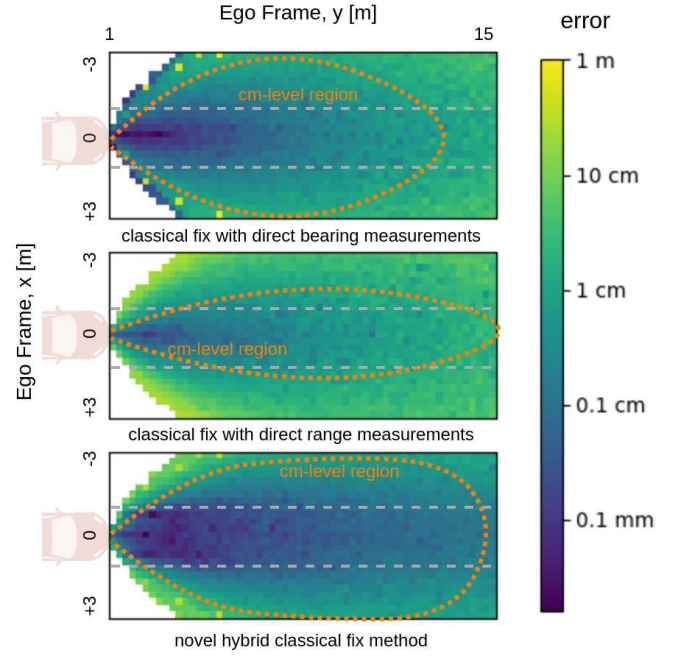 Ego Frame, y [m]
error
1
15
-3
0
+3
cm-level region
classical fix with direct bearing measurements
-3
0
+3
cm-level region
classical fix with direct range measurements
-3
0
+3
cm-level region
novel hybrid classical fix method
Ego Frame, x [m]
1 m
10 cm
1 cm
0.1 cm
0.1 mm